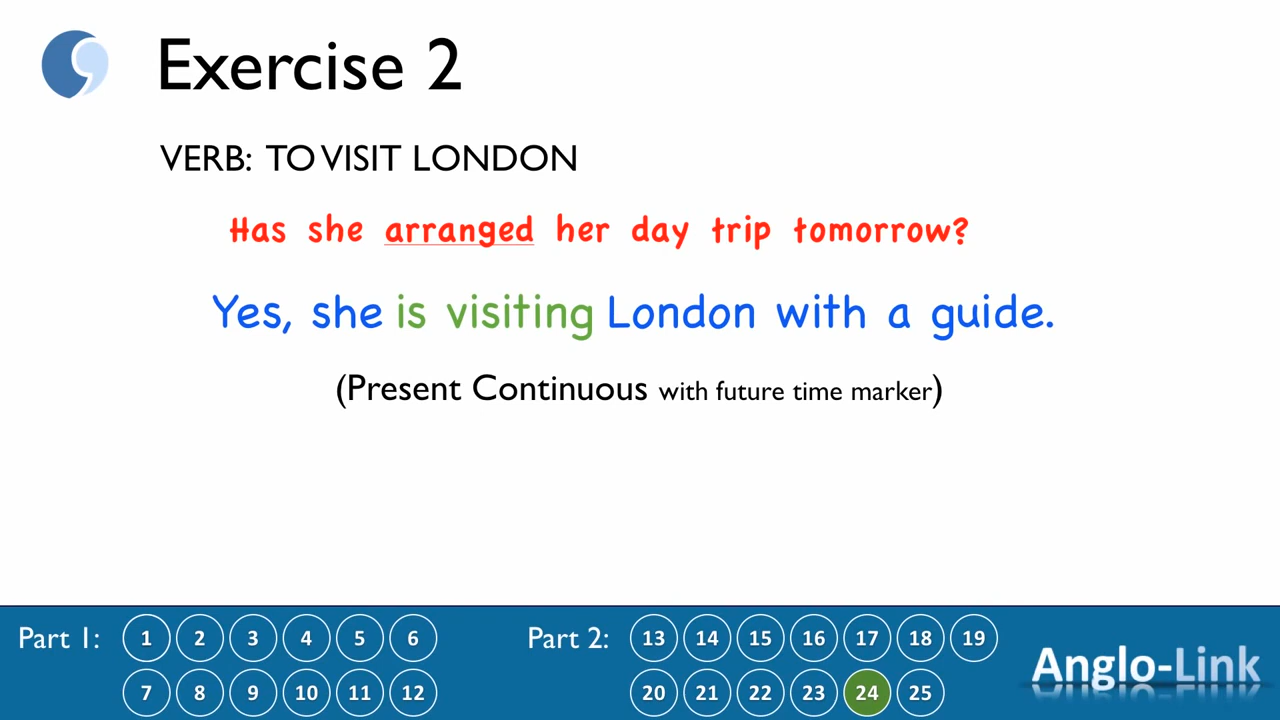 Exercise 2
VERB: TO VISIT LONDON
Has she arranged her day trip tomorrow?
Yes, she is visiting London with a guide.
(Present Continuous with future time marker)
Part 1: 1 2 3 4 5 6
7 8 9 10 11 12
Part 2: 13 14 15 16 17 18 19
20 21 22 23 24 25
Anglo-Link